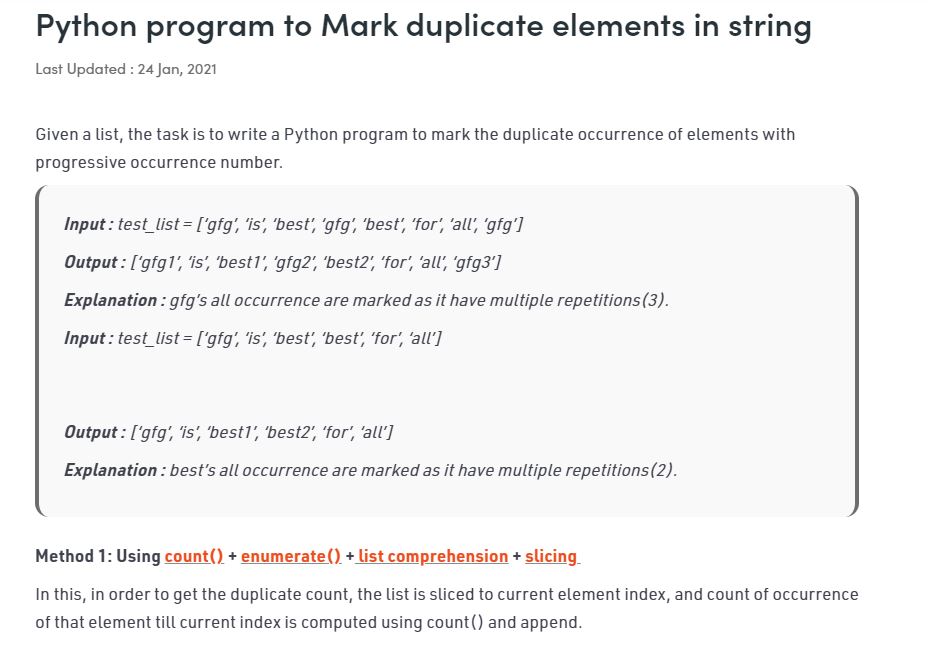 Python program to Mark duplicate elements in string
Last Updated : 24 Jan, 2021
Given a list, the task is to write a Python program to mark the duplicate occurrence of elements with
progressive occurrence number.
Input : test_list = [‘gfg’, ‘is’, ‘best’, ‘gfg’, ‘best’, ‘for’, ‘all’, ‘gfg’]
Output : [‘gfg1’, ‘is’, ‘best1’, ‘gfg2’, ‘best2’, ‘for’, ‘all’, ‘gfg3’]
Explanation : gfg’s all occurrence are marked as it have multiple repetitions(3).
Input : test_list = [‘gfg’, ‘is’, ‘best’, ‘best’, ‘for’, ‘all’]
Output : [‘gfg’, ‘is’, ‘best1’, ‘best2’, ‘for’, ‘all’]
Explanation : best’s all occurrence are marked as it have multiple repetitions(2).
Method 1: Using count() + enumerate() + list comprehension + slicing
In this, in order to get the duplicate count, the list is sliced to current element index, and count of occurrence
of that element till current index is computed using count() and append.